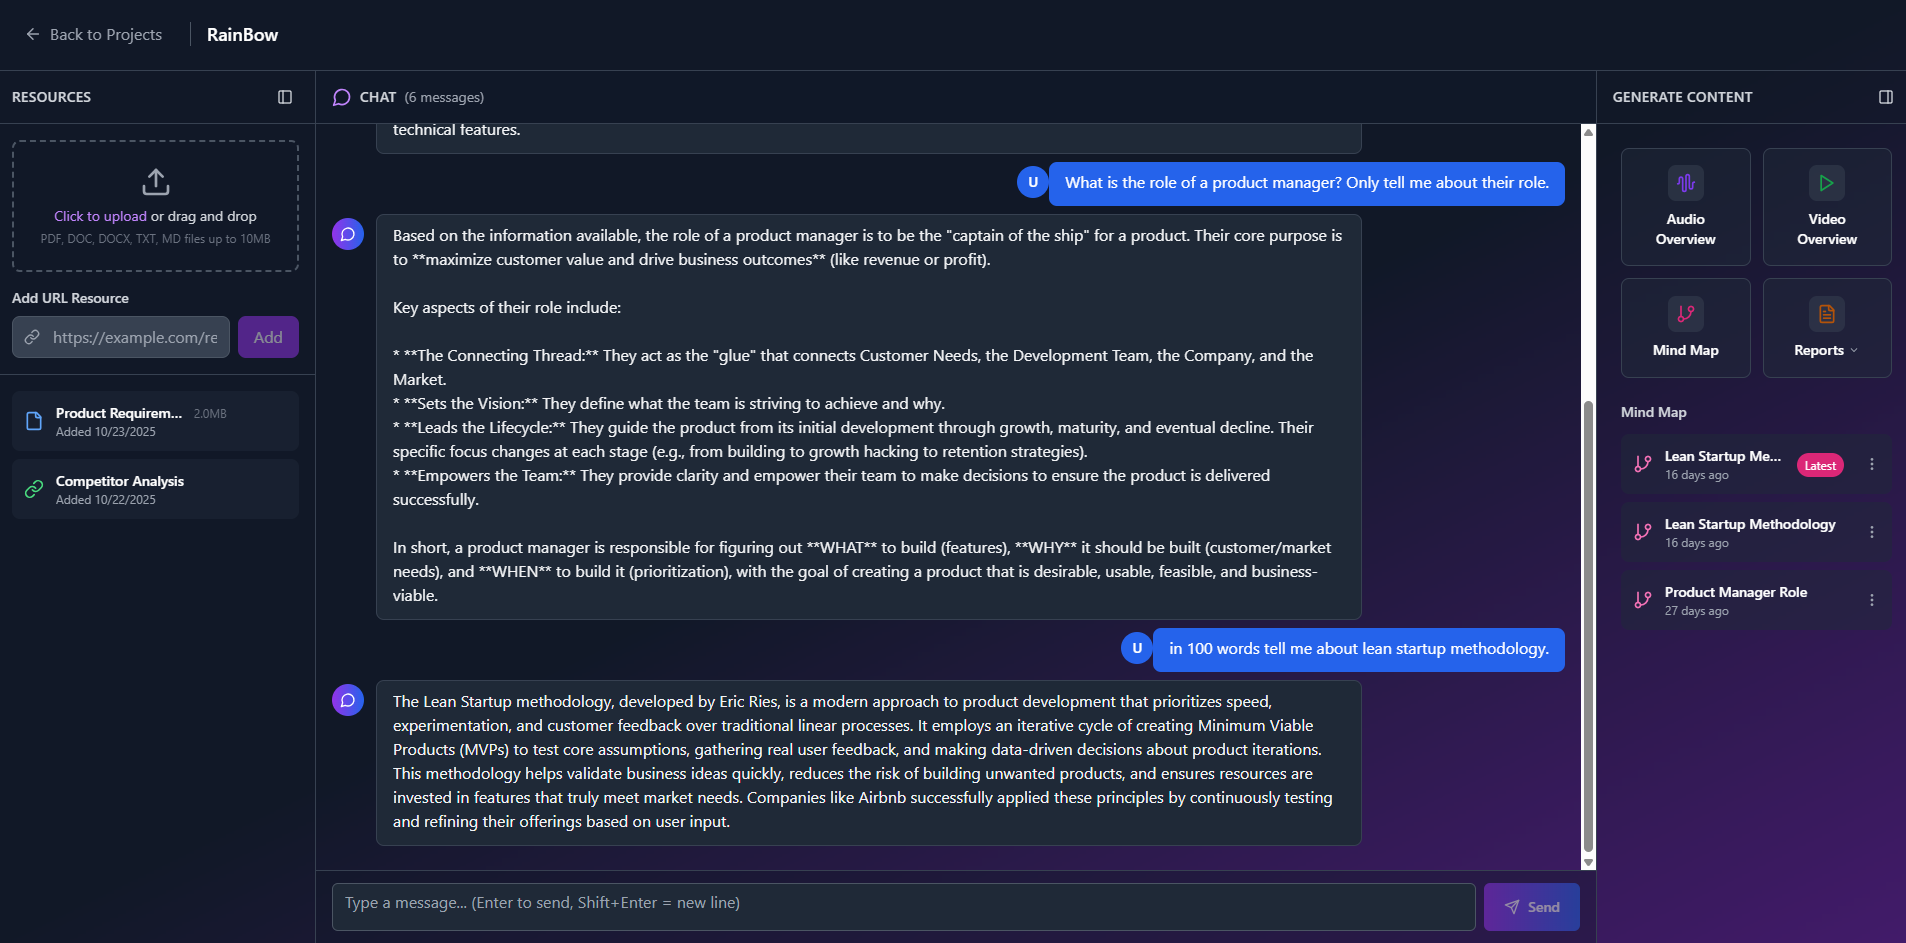 Back to Projects
RainBow
RESOURCES
Click to upload or drag and drop
PDF, DOC, DOCX, TXT, MD files up to 10MB
Add URL Resource
https://example.com/re
Add
Product Requirem... 2.0MB
Added 10/23/2025
Competitor Analysis
Added 10/22/2025
CHAT (6 messages)
technical features.
U
What is the role of a product manager? Only tell me about their role.
Based on the information available, the role of a product manager is to be the "captain of the ship" for a product. Their core purpose is
to **maximize customer value and drive business outcomes** (like revenue or profit).
Key aspects of their role include:
* **The Connecting Thread:** They act as the "glue" that connects Customer Needs, the Development Team, the Company, and the
Market.
* **Sets the Vision:** They define what the team is striving to achieve and why.
* **Leads the Lifecycle:** They guide the product from its initial development through growth, maturity, and eventual decline. Their
specific focus changes at each stage (e.g., from building to growth hacking to retention strategies).
* **Empowers the Team:** They provide clarity and empower their team to make decisions to ensure the product is delivered
successfully.
In short, a product manager is responsible for figuring out **WHAT** to build (features), **WHY** it should be built (customer/market
needs), and **WHEN** to build it (prioritization), with the goal of creating a product that is desirable, usable, feasible, and business-
viable.
U
in 100 words tell me about lean startup methodology.
The Lean Startup methodology, developed by Eric Ries, is a modern approach to product development that prioritizes speed,
experimentation, and customer feedback over traditional linear processes. It employs an iterative cycle of creating Minimum Viable
Products (MVPs) to test core assumptions, gathering real user feedback, and making data-driven decisions about product iterations.
This methodology helps validate business ideas quickly, reduces the risk of building unwanted products, and ensures resources are
invested in features that truly meet market needs. Companies like Airbnb successfully applied these principles by continuously testing
and refining their offerings based on user input.
Type a message... (Enter to send, Shift+Enter = new line)
Send
GENERATE CONTENT
Audio
Overview
Video
Overview
Mind Map
Reports
Mind Map
Lean Startup Me...
Latest
16 days ago
Lean Startup Methodology
16 days ago
Product Manager Role
27 days ago